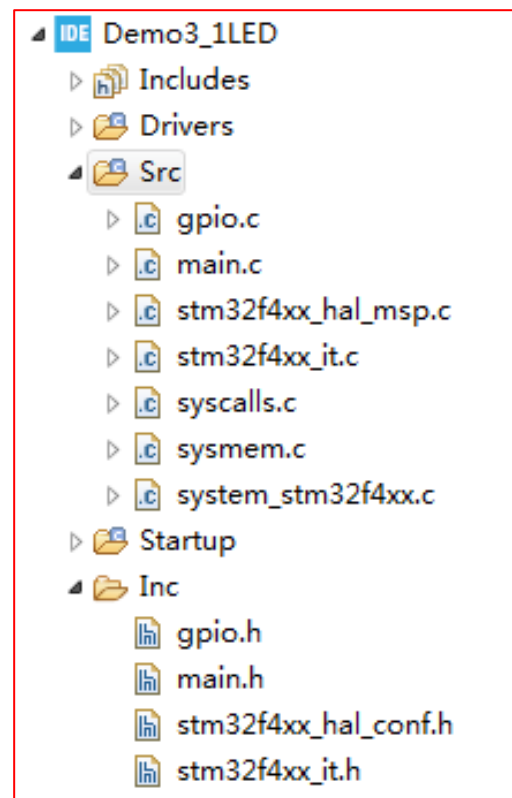 IDE Demo3_1LED
Includes
Drivers
Src
.c gpio.c
.c main.c
.c stm32f4xx_hal_msp.c
.c stm32f4xx_it.c
.c syscalls.c
.c sysmem.c
.c system_stm32f4xx.c
Startup
Inc
h gpio.h
h main.h
h stm32f4xx_hal_conf.h
h stm32f4xx_it.h